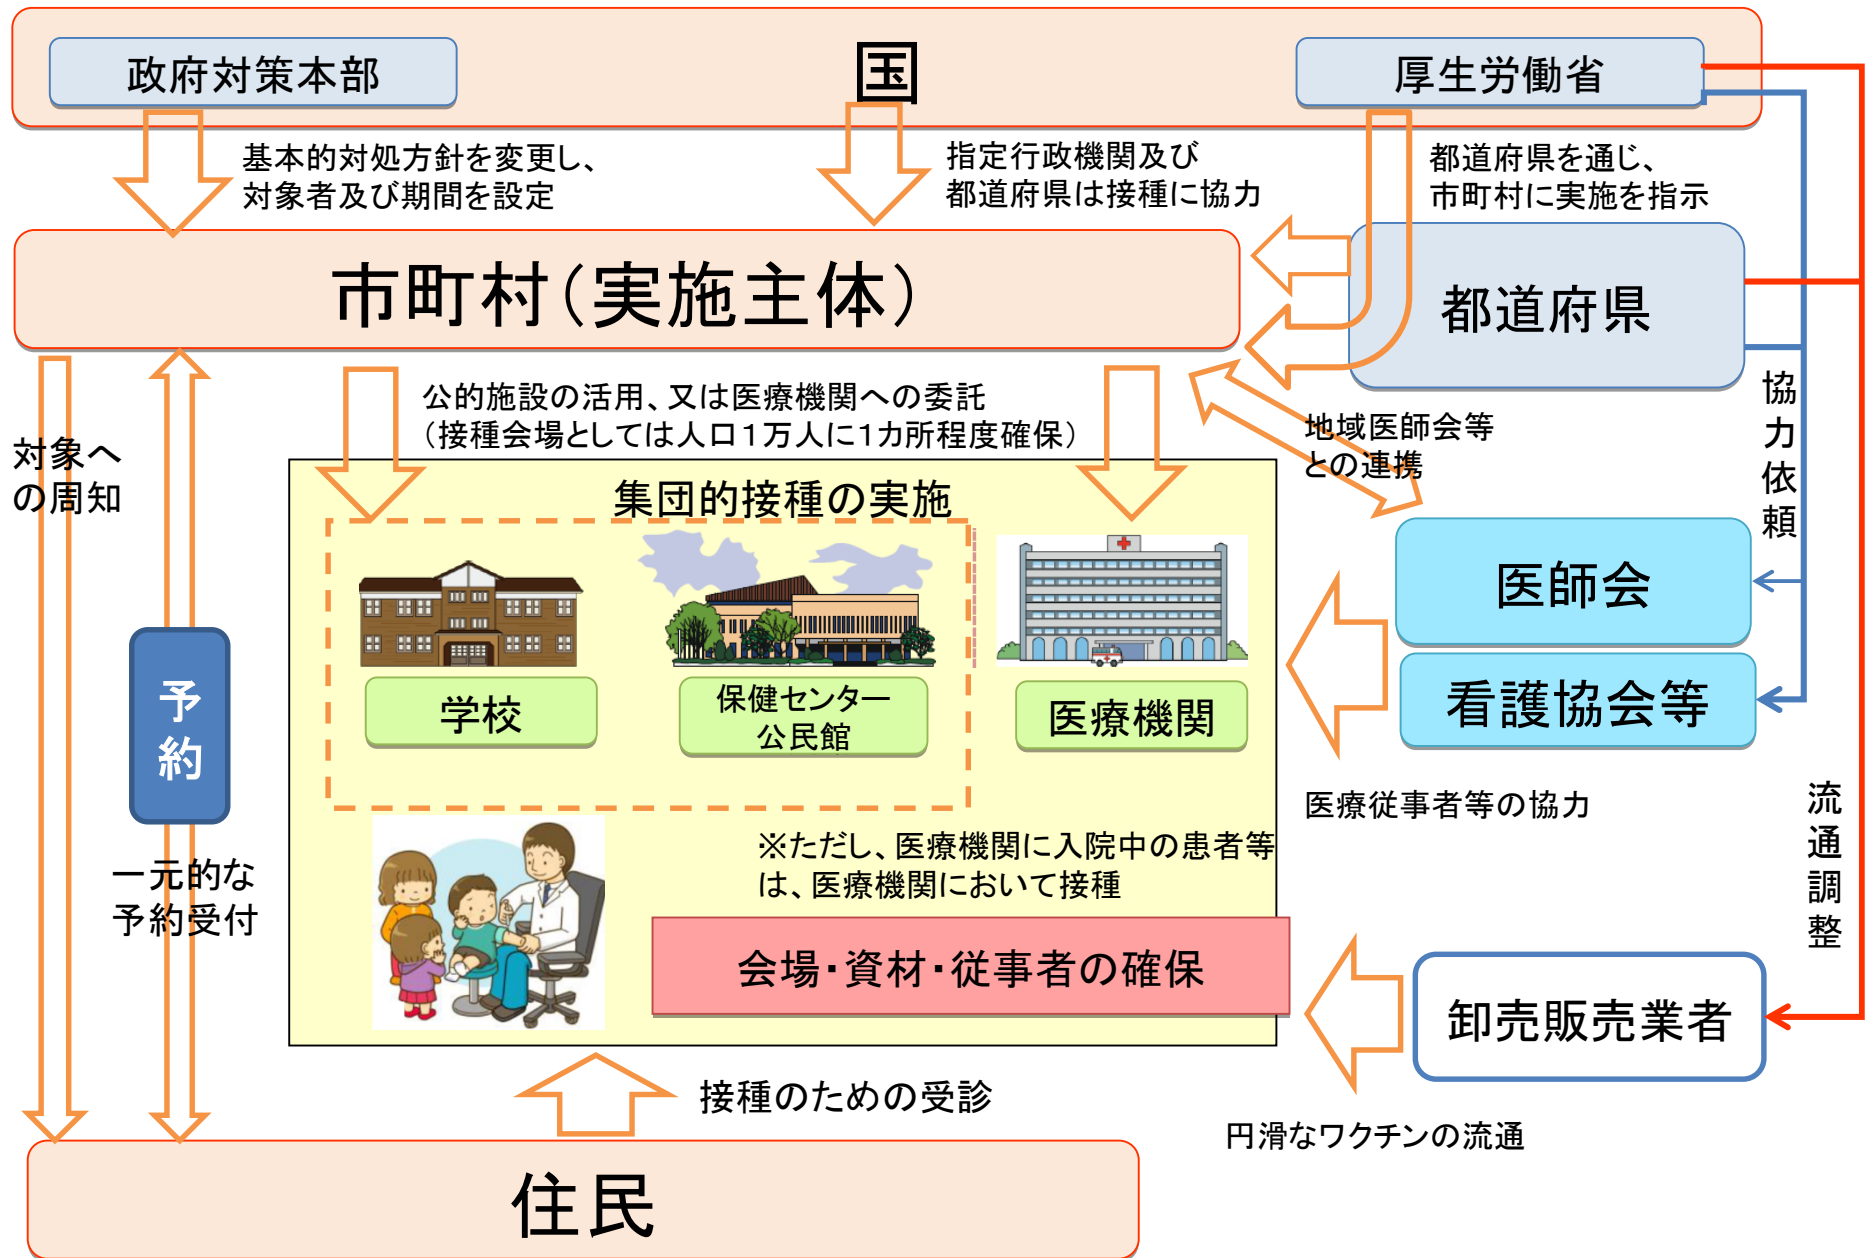 国
政府対策本部
厚生労働省
基本的対処方針を変更し、
対象者及び期間を設定
指定行政機関及び
都道府県は接種に協力
都道府県を通じ、
市町村に実施を指示
市町村（実施主体）
都道府県
公的施設の活用、又は医療機関への委託
（接種会場としては人口１万人に１カ所程度確保）
地域医師会等
との連携
協力依頼
対象へ
の周知
集団的接種の実施
学校
保健センター
公民館
医療機関
医師会
看護協会等
予約
一元的な
予約受付
医療従事者等の協力
流通調整
※ただし、医療機関に入院中の患者等
は、医療機関において接種
会場・資材・従事者の確保
卸売販売業者
接種のための受診
円滑なワクチンの流通
住民